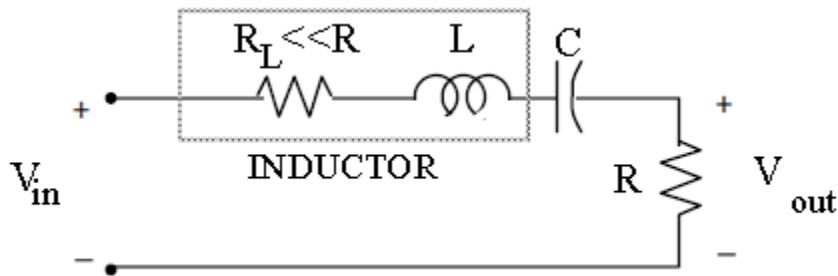 R_L<<R L C
+ +
INDUCTOR
V_in R V_out
− −